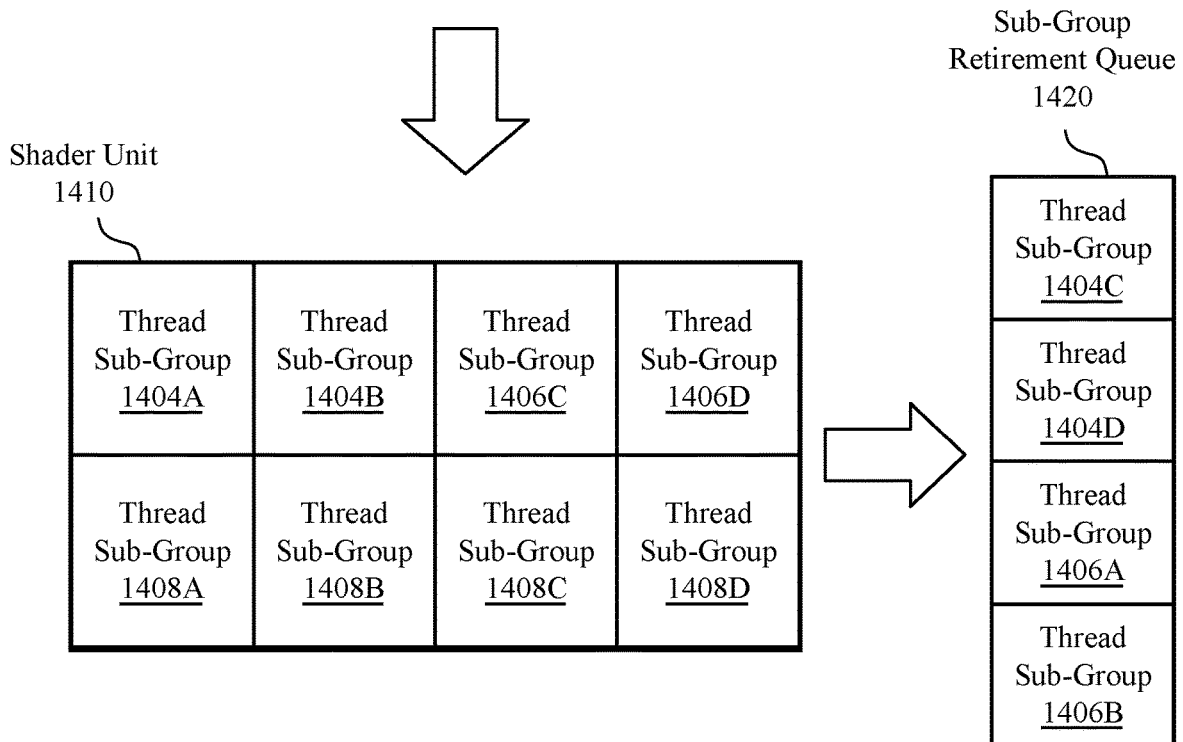 Sub-Group
Retirement Queue
1420
Shader Unit
1410
Thread
Sub-Group
1404A
Thread
Sub-Group
1404B
Thread
Sub-Group
1406C
Thread
Sub-Group
1406D
Thread
Sub-Group
1408A
Thread
Sub-Group
1408B
Thread
Sub-Group
1408C
Thread
Sub-Group
1408D
Thread
Sub-Group
1404C
Thread
Sub-Group
1404D
Thread
Sub-Group
1406A
Thread
Sub-Group
1406B